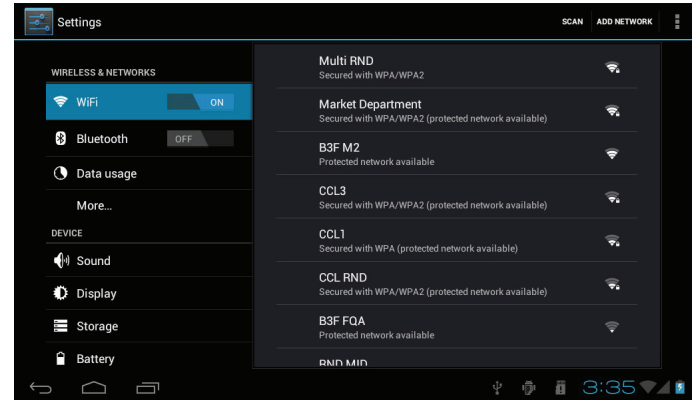 Settings
SCAN
ADD NETWORK
WIRELESS & NETWORKS
WiFi
ON
Bluetooth
OFF
Data usage
More...
DEVICE
Sound
Display
Storage
Battery
Multi RND
Secured with WPA/WPA2
Market Department
Secured with WPA/WPA2 (protected network available)
B3F M2
Protected network available
CCL3
Secured with WPA/WPA2 (protected network available)
CCL1
Secured with WPA (protected network available)
CCL RND
Secured with WPA/WPA2 (protected network available)
B3F FQA
Protected network available
RND MID
3:35